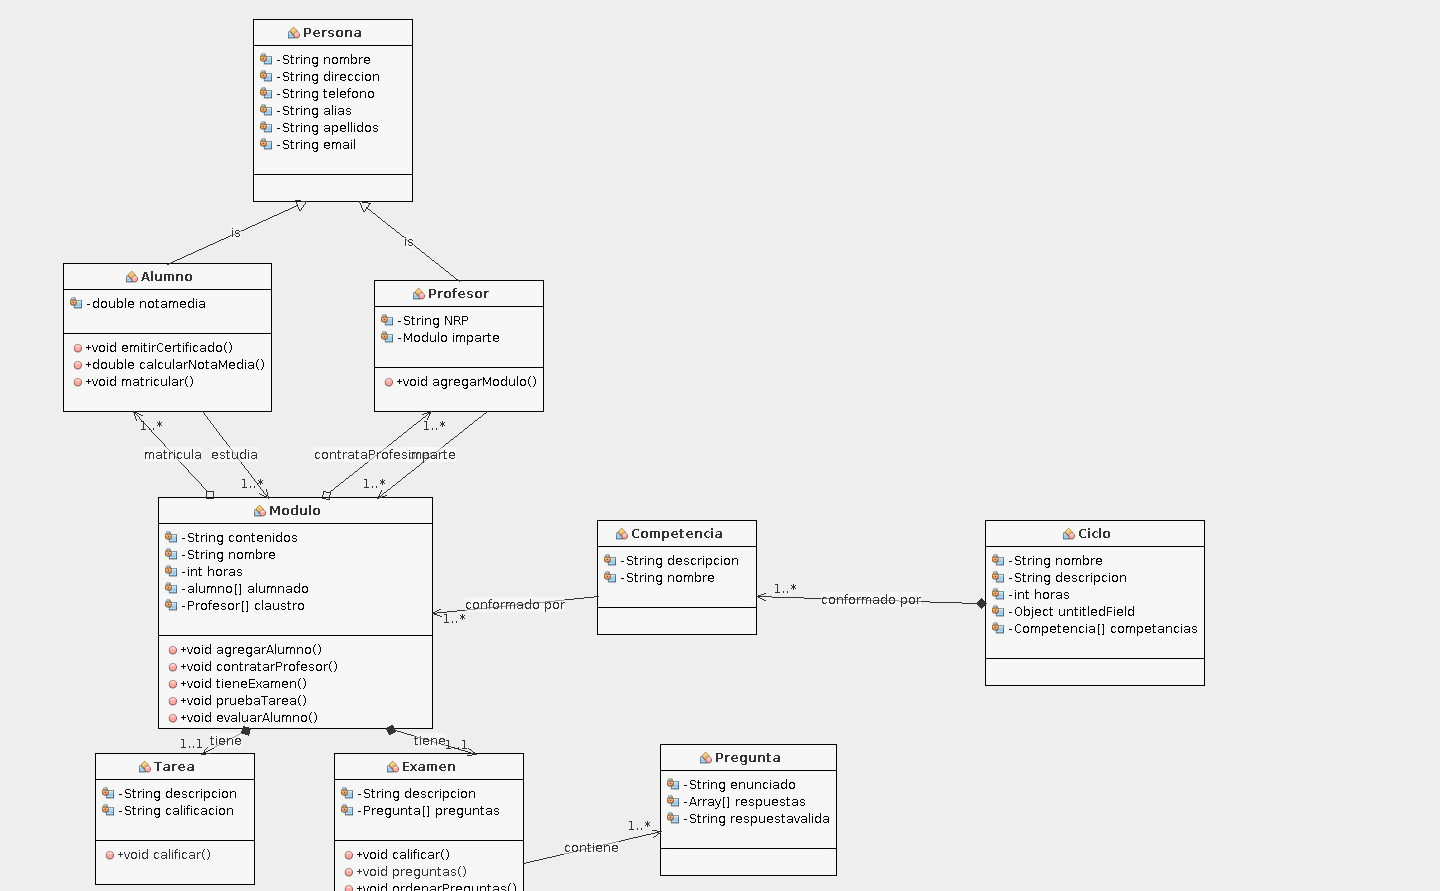 Persona
-String nombre
-String direccion
-String telefono
-String alias
-String apellidos
-String email
is
is
Alumno
-double notamedia
+void emitirCertificado()
+double calcularNotaMedia()
+void matricular()
Profesor
-String NRP
-Modulo imparte
+void agregarModulo()
1..*
1..*
matricula
estudia
contrataProfesor
imparte
1..*
1..*
Modulo
-String contenidos
-String nombre
-int horas
-alumno[] alumnado
-Profesor[] claustro
+void agregarAlumno()
+void contratarProfesor()
+void tieneExamen()
+void pruebaTarea()
+void evaluarAlumno()
conformado por
1..*
Competencia
-String descripcion
-String nombre
1..*
conformado por
Ciclo
-String nombre
-String descripcion
-int horas
-Object untitledField
-Competencia[] competancias
1..1
tiene
tiene
1..1
Tarea
-String descripcion
-String calificacion
+void calificar()
Examen
-String descripcion
-Pregunta[] preguntas
+void calificar()
+void preguntas()
+void ordenarPreguntas()
contiene
1..*
Pregunta
-String enunciado
-Array[] respuestas
-String respuestavalida